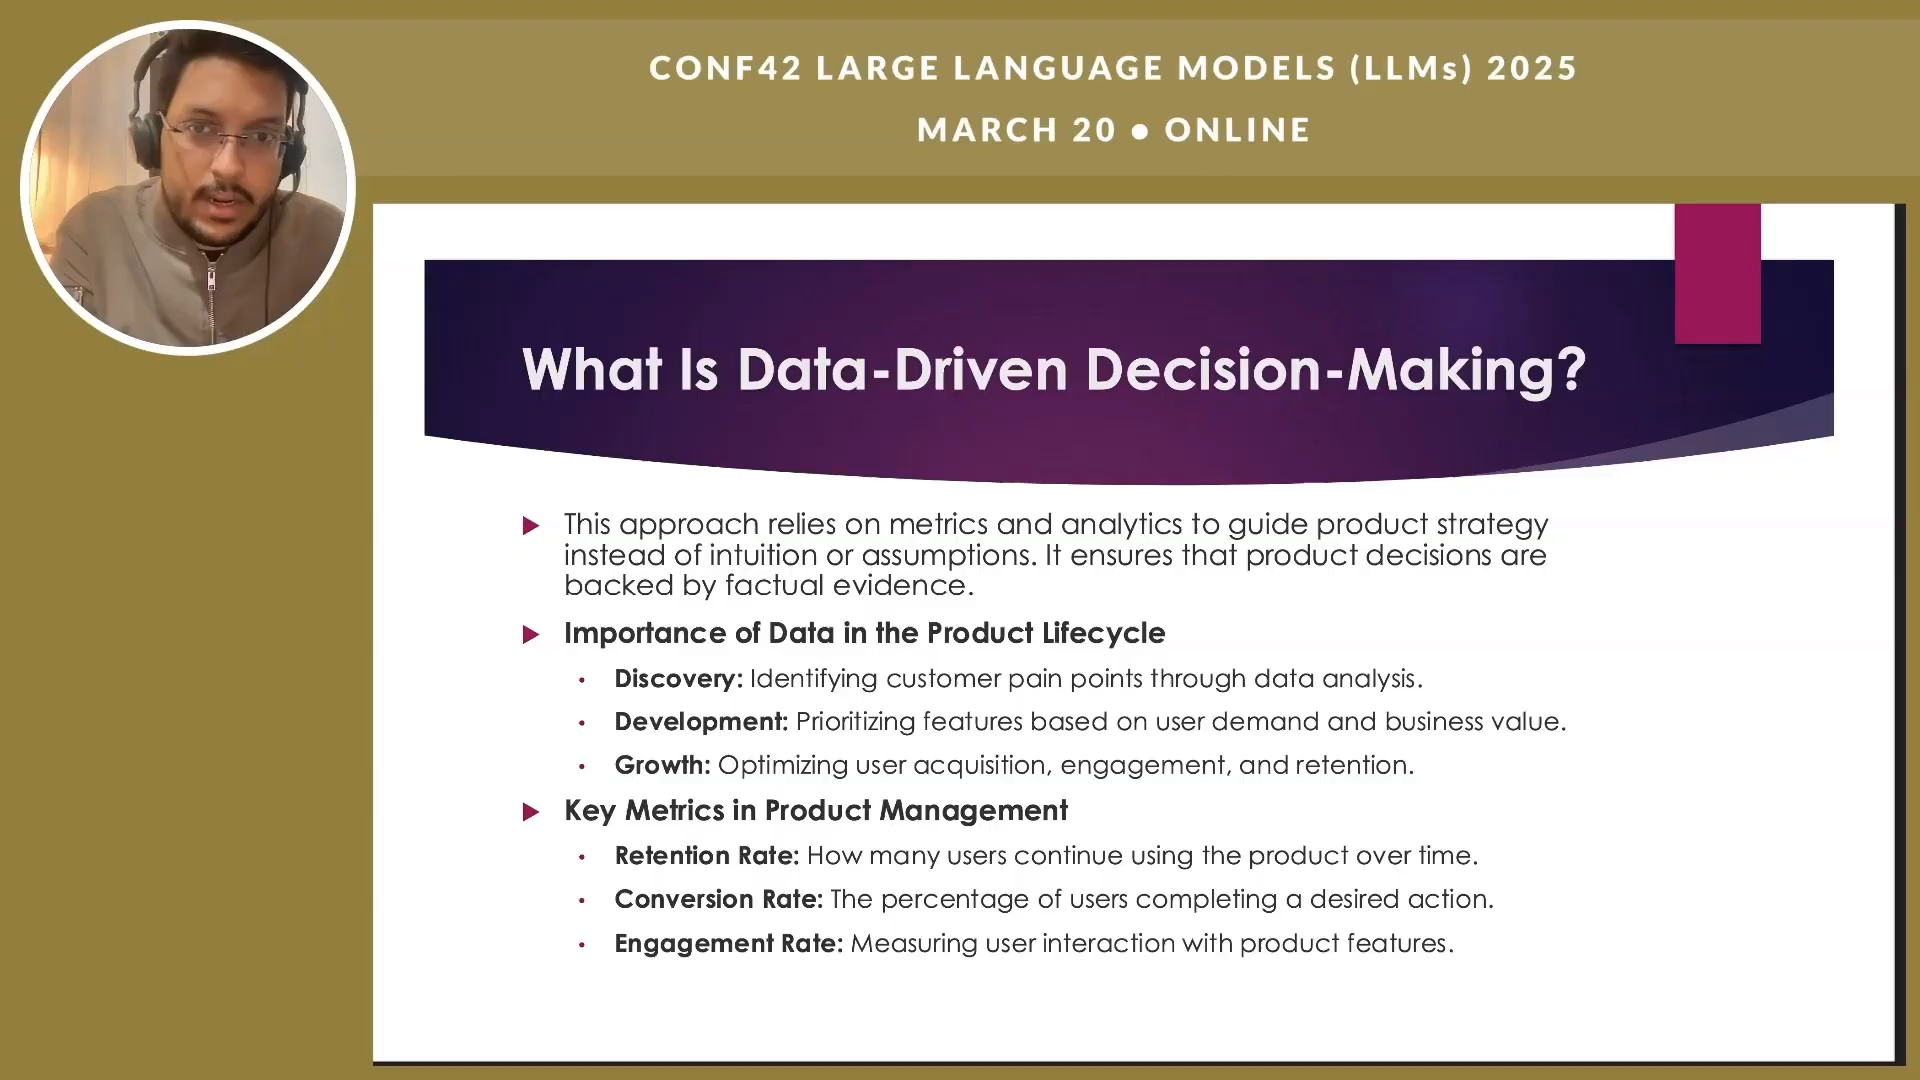 CONF42 LARGE LANGUAGE MODELS (LLMs) 2025
MARCH 20 ● ONLINE
What Is Data-Driven Decision-Making?
This approach relies on metrics and analytics to guide product strategy
instead of intuition or assumptions. It ensures that product decisions are
backed by factual evidence.
Importance of Data in the Product Lifecycle
• Discovery: Identifying customer pain points through data analysis.
• Development: Prioritizing features based on user demand and business value.
• Growth: Optimizing user acquisition, engagement, and retention.
Key Metrics in Product Management
• Retention Rate: How many users continue using the product over time.
• Conversion Rate: The percentage of users completing a desired action.
• Engagement Rate: Measuring user interaction with product features.